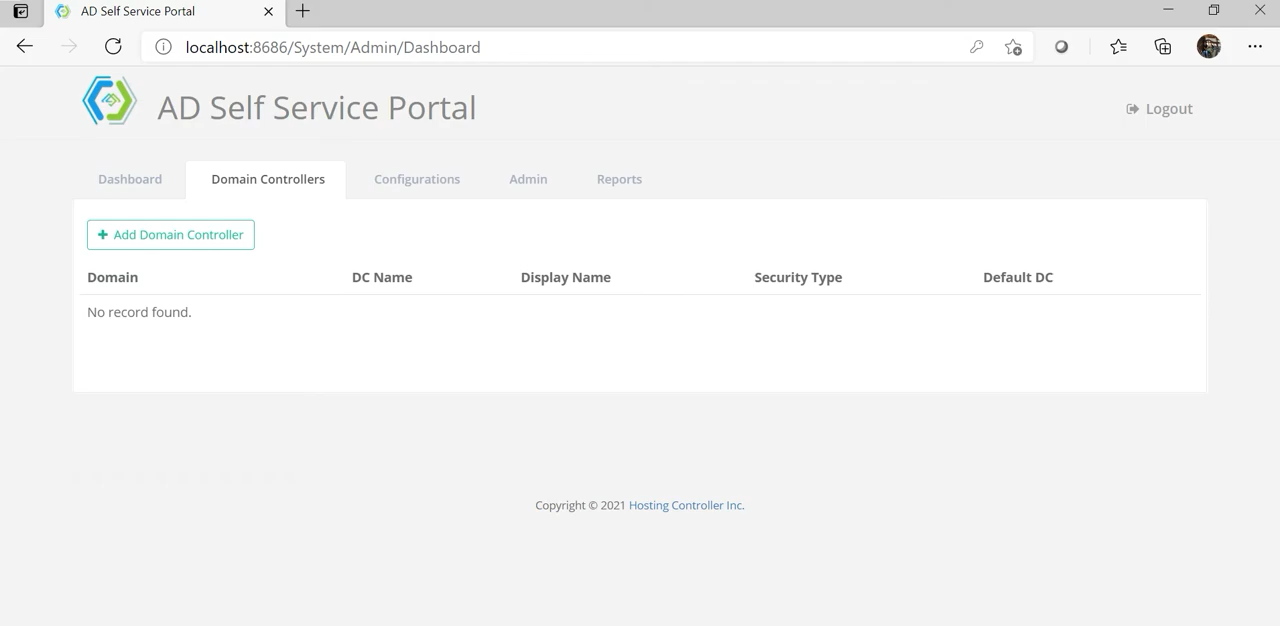 AD Self Service Portal
localhost:8686/System/Admin/Dashboard
AD Self Service Portal
Logout
Dashboard Domain Controllers Configurations Admin Reports
+ Add Domain Controller
Domain DC Name Display Name Security Type Default DC
No record found.
Copyright © 2021 Hosting Controller Inc.